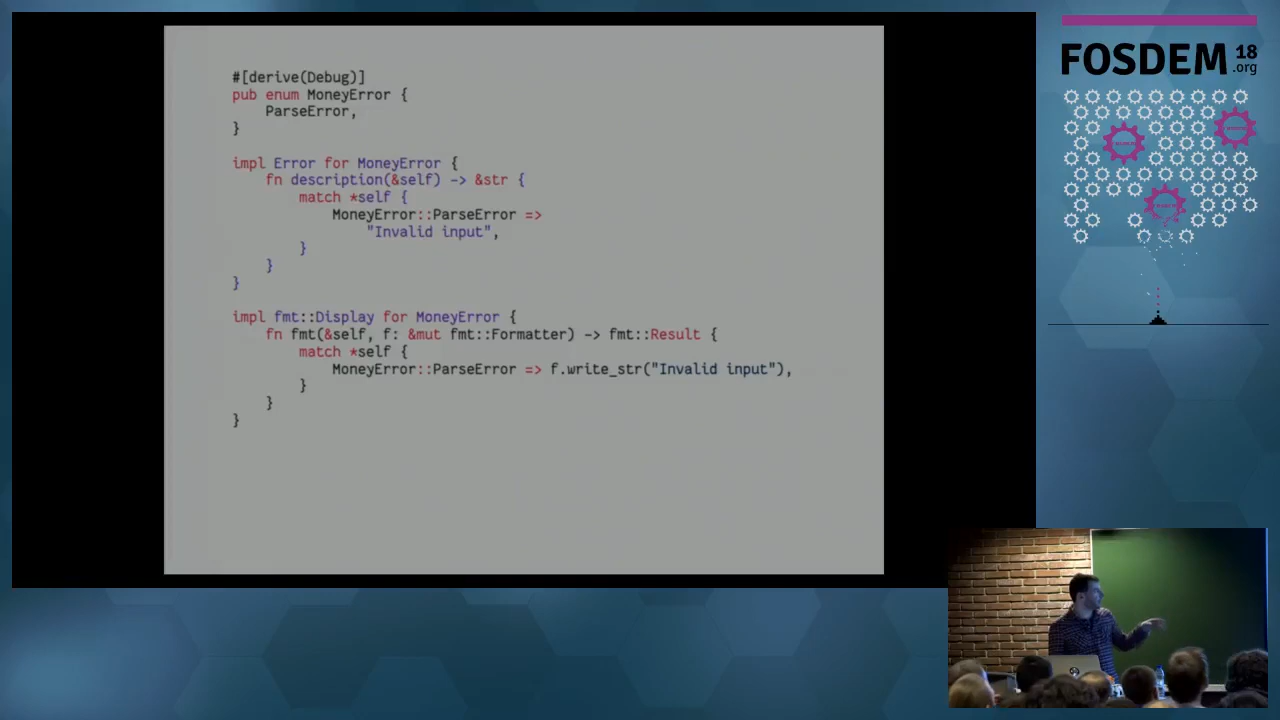 #[derive(Debug)]
pub enum MoneyError {
    ParseError,
}

impl Error for MoneyError {
    fn description(&self) -> &str {
        match *self {
            MoneyError::ParseError =>
                "Invalid input",
        }
    }
}

impl fmt::Display for MoneyError {
    fn fmt(&self, f: &mut fmt::Formatter) -> fmt::Result {
        match *self {
            MoneyError::ParseError => f.write_str("Invalid input"),
        }
    }
}
FOSDEM 18
.org